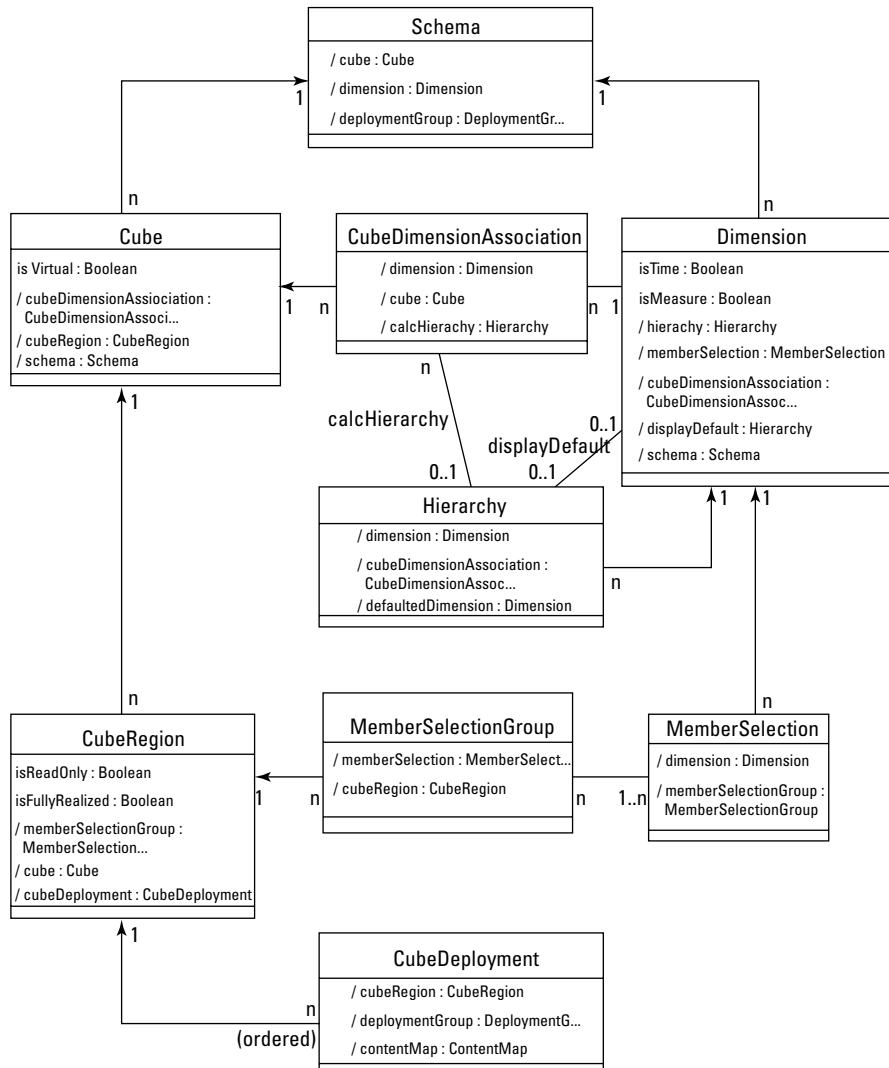 Schema
/ cube : Cube
/ dimension : Dimension
/ deploymentGroup : DeploymentGr...
1
1
n
n
Cube
is Virtual : Boolean
/ cubeDimensionAssiociation :
CubeDimensionAssoci...
/ cubeRegion : CubeRegion
/ schema : Schema
1
n
CubeDimensionAssociation
/ dimension : Dimension
/ cube : Cube
/ calcHierachy : Hierarchy
n
1
Dimension
isTime : Boolean
isMeasure : Boolean
/ hierachy : Hierarchy
/ memberSelection : MemberSelection
/ cubeDimensionAssociation :
CubeDimensionAssoc...
/ displayDefault : Hierarchy
/ schema : Schema
1
n
calcHierarchy
0..1
displayDefault
0..1
0..1
1
1
Hierarchy
/ dimension : Dimension
/ cubeDimensionAssociation :
CubeDimensionAssoc...
/ defaultedDimension : Dimension
n
n
n
CubeRegion
isReadOnly : Boolean
isFullyRealized : Boolean
/ memberSelectionGroup :
MemberSelection...
/ cube : Cube
/ cubeDeployment : CubeDeployment
1
n
MemberSelectionGroup
/ memberSelection : MemberSelect...
/ cubeRegion : CubeRegion
n
1..n
MemberSelection
/ dimension : Dimension
/ memberSelectionGroup :
MemberSelectionGroup
1
n
(ordered)
CubeDeployment
/ cubeRegion : CubeRegion
/ deploymentGroup : DeploymentG...
/ contentMap : ContentMap